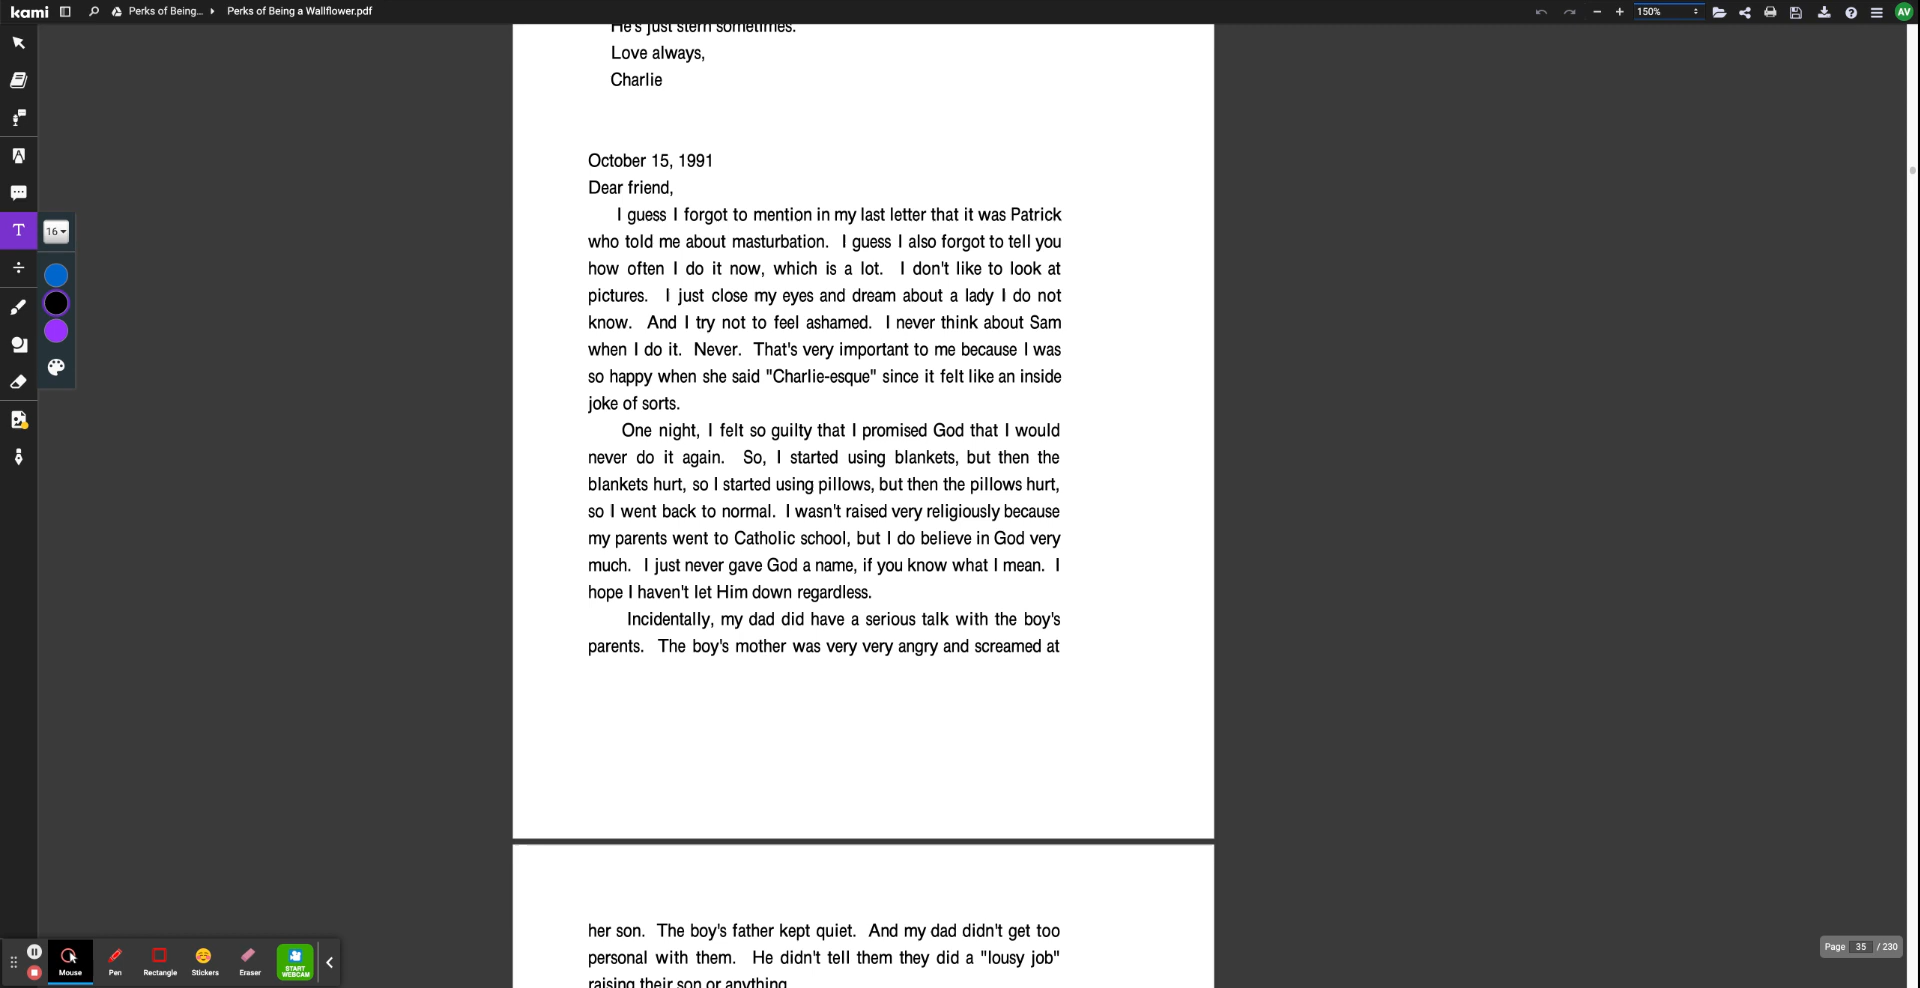 kami Perks of Being... Perks of Being a Wallflower.pdf 150% AV
He's just stern sometimes.
Love always,
Charlie
October 15, 1991
Dear friend,
I guess I forgot to mention in my last letter that it was Patrick
who told me about masturbation. I guess I also forgot to tell you
how often I do it now, which is a lot. I don't like to look at
pictures. I just close my eyes and dream about a lady I do not
know. And I try not to feel ashamed. I never think about Sam
when I do it. Never. That's very important to me because I was
so happy when she said "Charlie-esque" since it felt like an inside
joke of sorts.
One night, I felt so guilty that I promised God that I would
never do it again. So, I started using blankets, but then the
blankets hurt, so I started using pillows, but then the pillows hurt,
so I went back to normal. I wasn't raised very religiously because
my parents went to Catholic school, but I do believe in God very
much. I just never gave God a name, if you know what I mean. I
hope I haven't let Him down regardless.
Incidentally, my dad did have a serious talk with the boy's
parents. The boy's mother was very very angry and screamed at
her son. The boy's father kept quiet. And my dad didn't get too
personal with them. He didn't tell them they did a "lousy job"
raising their son or anything.
T 16
Page 35 / 230
Mouse Pen Rectangle Stickers Eraser START WEBCAM